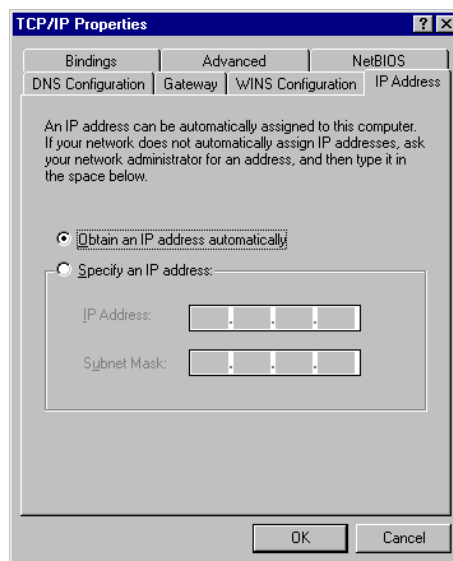 TCP/IP Properties
Bindings Advanced NetBIOS
DNS Configuration Gateway WINS Configuration IP Address
An IP address can be automatically assigned to this computer.
If your network does not automatically assign IP addresses, ask
your network administrator for an address, and then type it in
the space below.
Obtain an IP address automatically
Specify an IP address:
IP Address:
Subnet Mask:
OK Cancel